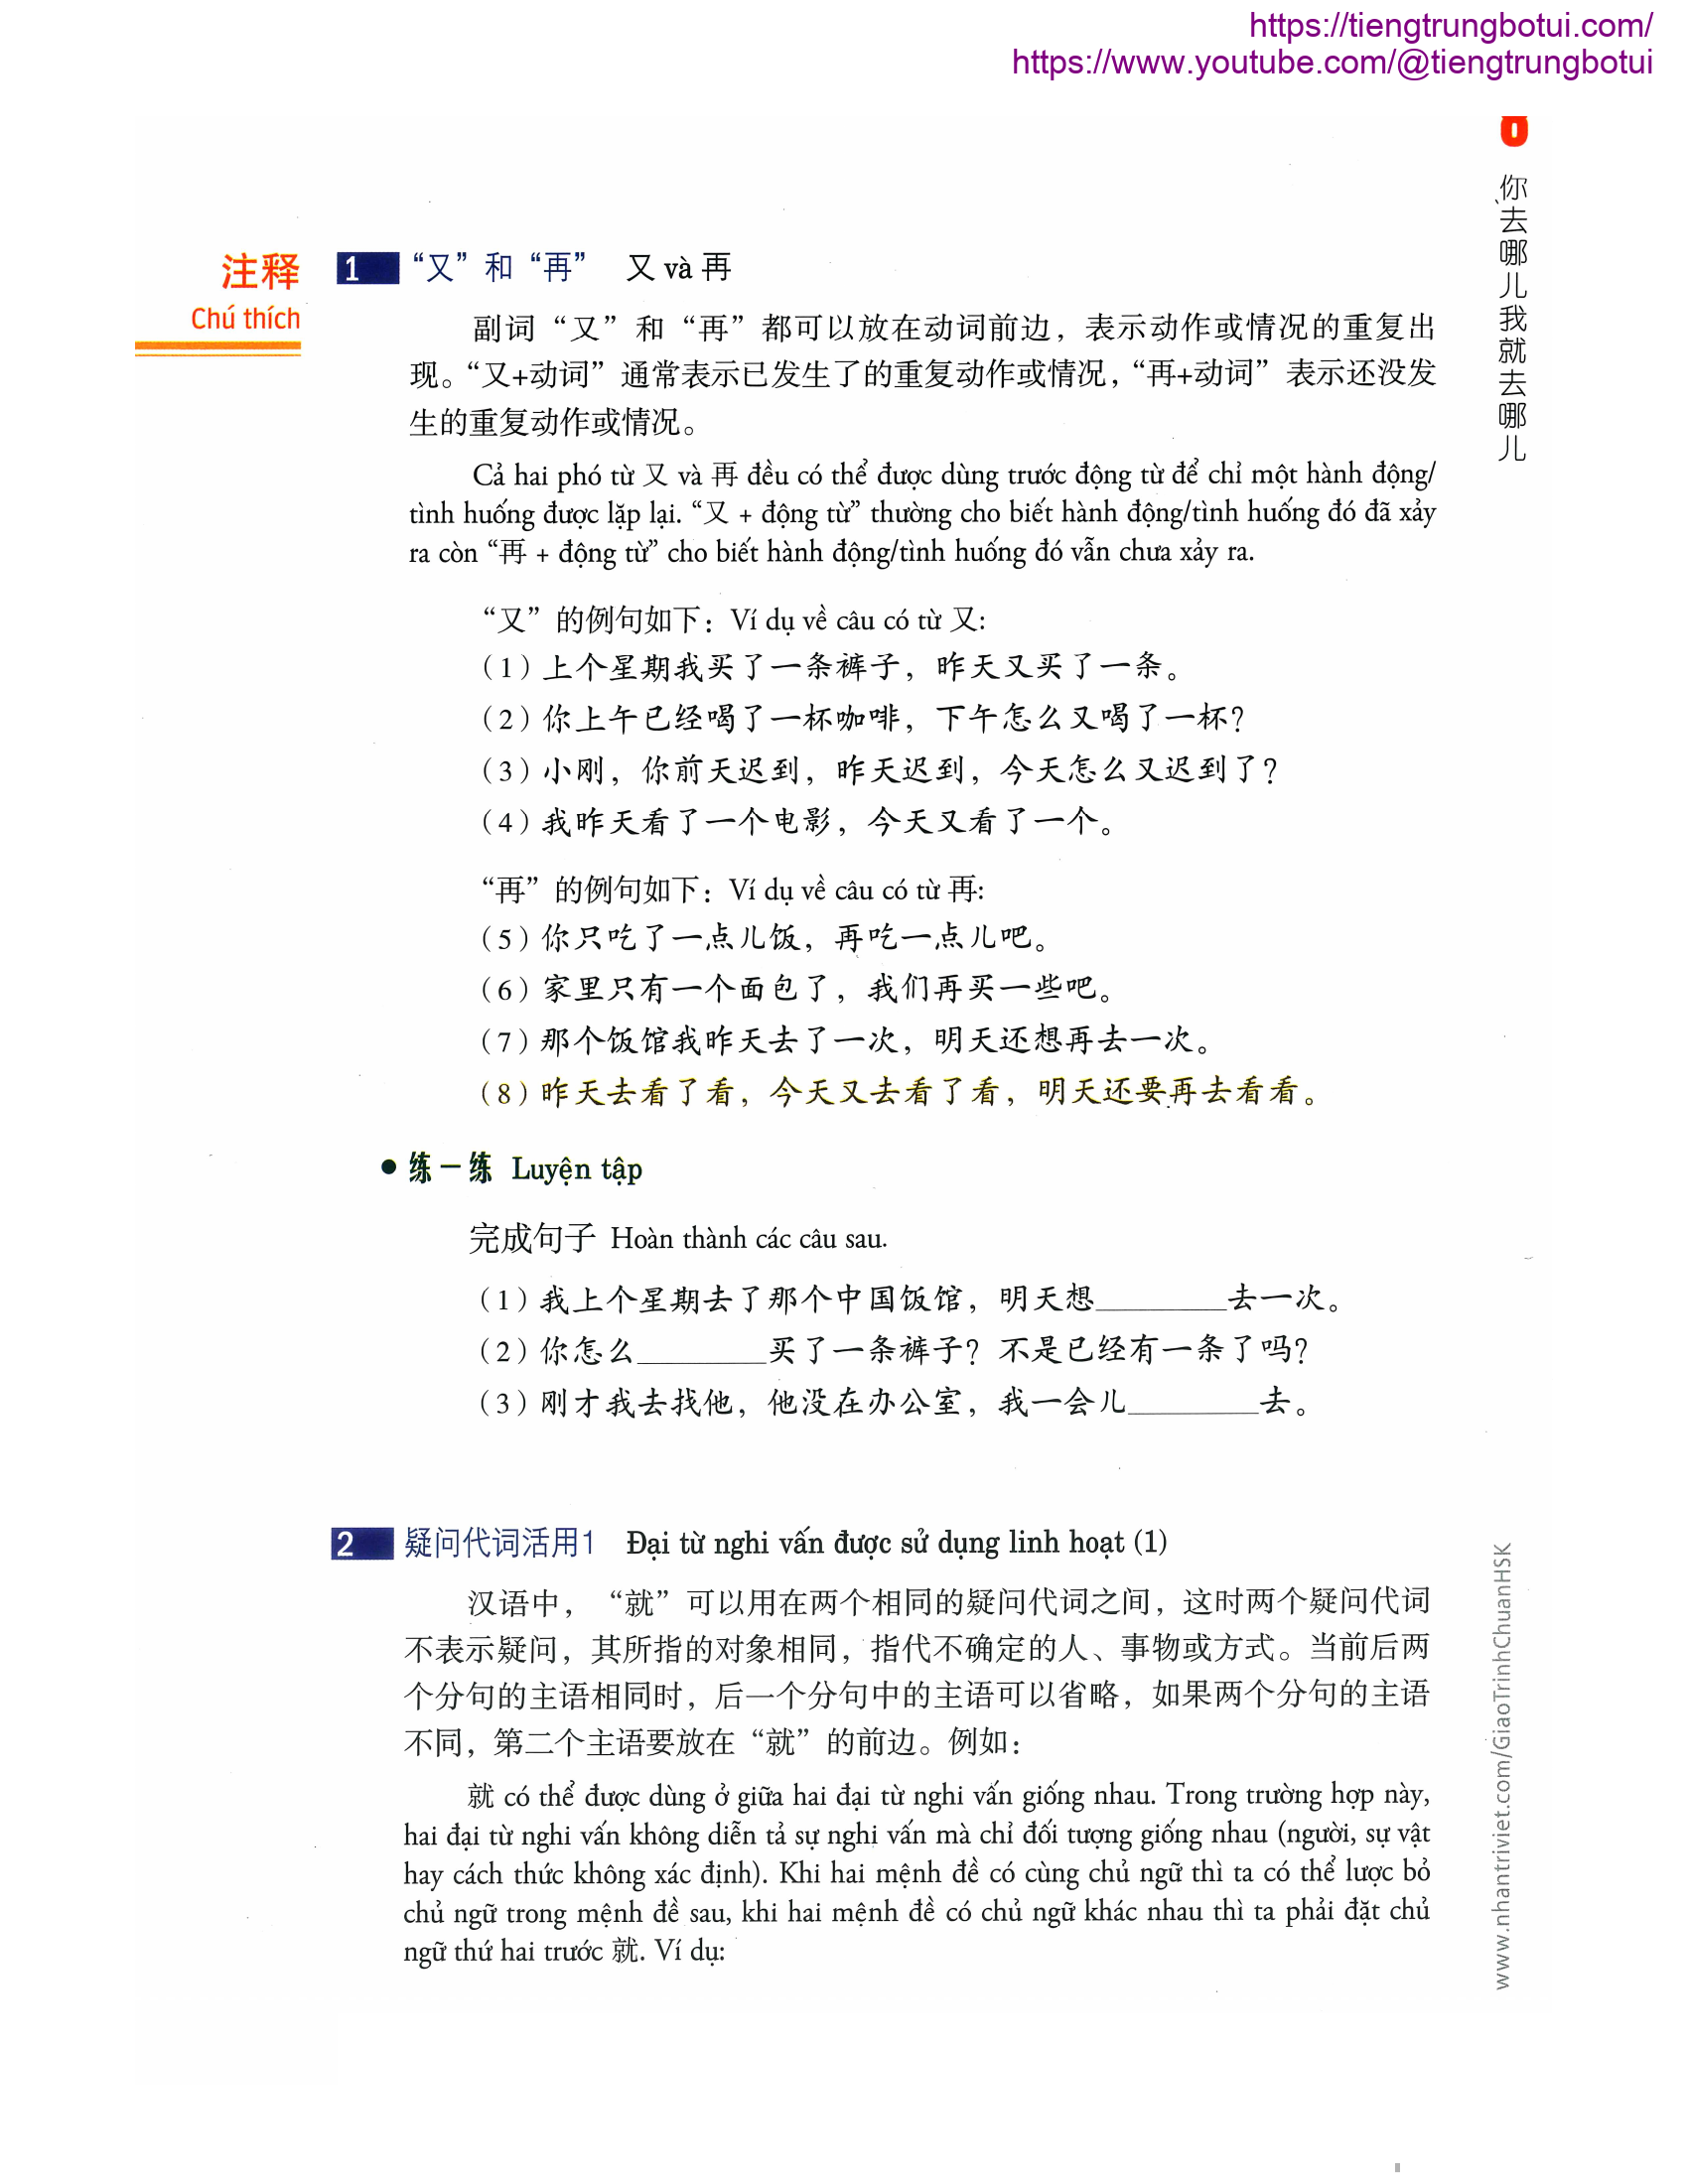 https://tiengtrungbotui.com/
https://www.youtube.com/@tiengtrungbotui
你去哪儿我就去哪儿
注释
Chú thích
1 “又”和“再” 又 và 再
副词“又”和“再”都可以放在动词前边，表示动作或情况的重复出
现。“又+动词”通常表示已发生了的重复动作或情况，“再+动词”表示还没发
生的重复动作或情况。
Cả hai phó từ 又 và 再 đều có thể được dùng trước động từ để chỉ một hành động/
tình huống được lặp lại. “又 + động từ” thường cho biết hành động/tình huống đó đã xảy
ra còn “再 + động từ” cho biết hành động/tình huống đó vẫn chưa xảy ra.
“又”的例句如下：Ví dụ về câu có từ 又:
（1）上个星期我买了一条裤子，昨天又买了一条。
（2）你上午已经喝了一杯咖啡，下午怎么又喝了一杯？
（3）小刚，你前天迟到，昨天迟到，今天怎么又迟到了？
（4）我昨天看了一个电影，今天又看了一个。
“再”的例句如下：Ví dụ về câu có từ 再:
（5）你只吃了一点儿饭，再吃一点儿吧。
（6）家里只有一个面包了，我们再买一些吧。
（7）那个饭馆我昨天去了一次，明天还想再去一次。
（8）昨天去看了看，今天又去看了看，明天还要再去看看。
● 练一练 Luyện tập
完成句子 Hoàn thành các câu sau.
（1）我上个星期去了那个中国饭馆，明天想________去一次。
（2）你怎么________买了一条裤子？不是已经有一条了吗？
（3）刚才我去找他，他没在办公室，我一会儿________去。
2 疑问代词活用1 Đại từ nghi vấn được sử dụng linh hoạt (1)
汉语中，“就”可以用在两个相同的疑问代词之间，这时两个疑问代词
不表示疑问，其所指的对象相同，指代不确定的人、事物或方式。当前后两
个分句的主语相同时，后一个分句中的主语可以省略，如果两个分句的主语
不同，第二个主语要放在“就”的前边。例如：
就 có thể được dùng ở giữa hai đại từ nghi vấn giống nhau. Trong trường hợp này,
hai đại từ nghi vấn không diễn tả sự nghi vấn mà chỉ đối tượng giống nhau (người, sự vật
hay cách thức không xác định). Khi hai mệnh đề có cùng chủ ngữ thì ta có thể lược bỏ
chủ ngữ trong mệnh đề sau, khi hai mệnh đề có chủ ngữ khác nhau thì ta phải đặt chủ
ngữ thứ hai trước 就. Ví dụ:
www.nhantriviet.com/GiaoTrinhChuanHSK